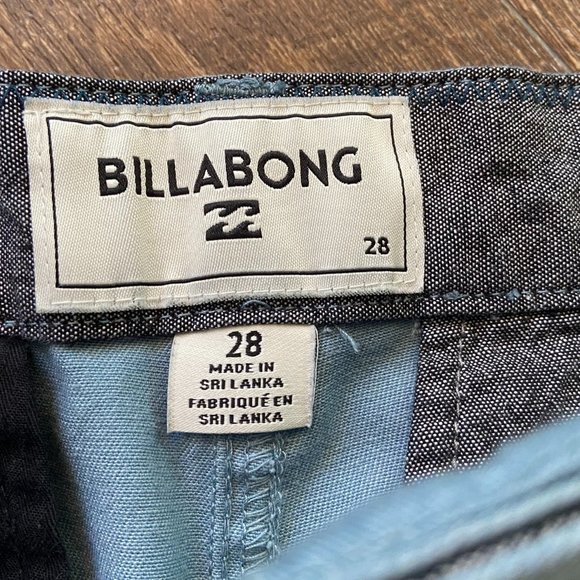 BILLABONG
28
28
MADE IN
SRI LANKA
FABRIQUÉ EN
SRI LANKA